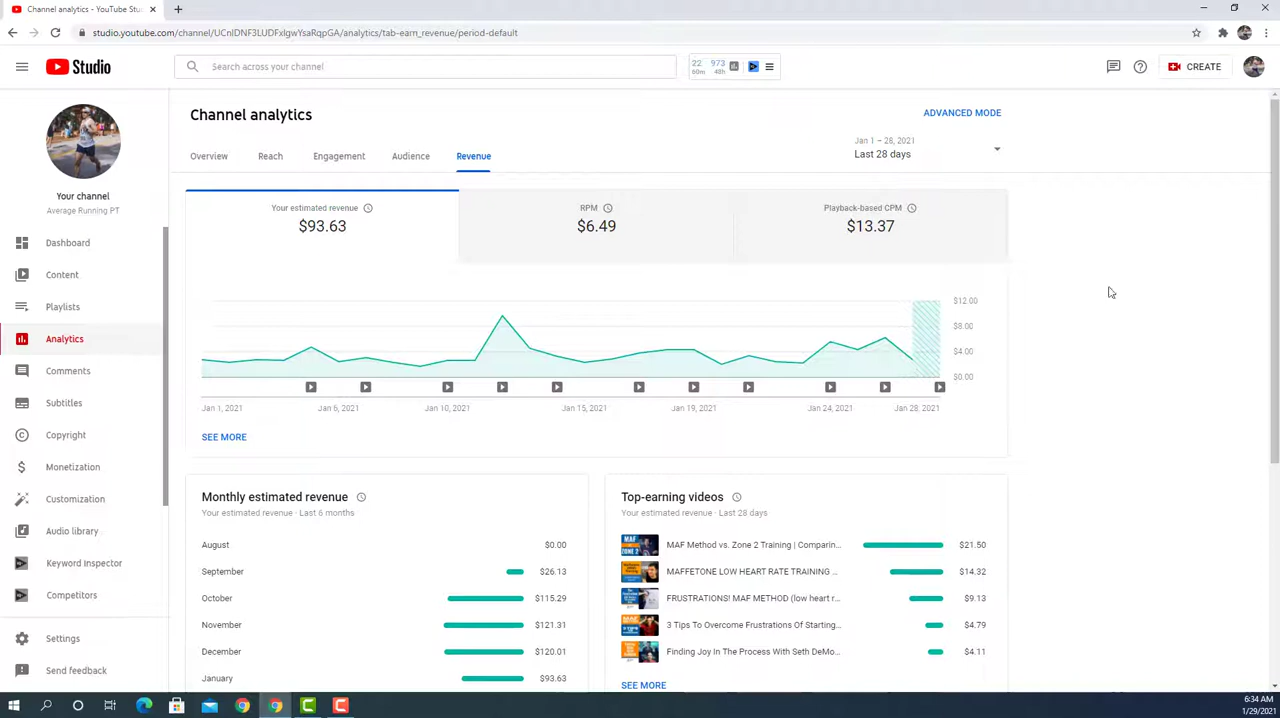 Channel analytics - YouTube Stu
studio.youtube.com/channel/UCnIDNF3LUDFxIgwYsaRqpGA/analytics/tab-earn_revenue/period-default
Studio
Search across your channel
22 973
60m 48h
CREATE
Your channel
Average Running PT
Dashboard
Content
Playlists
Analytics
Comments
Subtitles
Copyright
Monetization
Customization
Audio library
Keyword Inspector
Competitors
Settings
Send feedback
Channel analytics
ADVANCED MODE
Overview Reach Engagement Audience Revenue
Jan 1 – 28, 2021
Last 28 days
Your estimated revenue
$93.63
RPM
$6.49
Playback-based CPM
$13.37
$12.00
$8.00
$4.00
$0.00
Jan 1, 2021 Jan 6, 2021 Jan 10, 2021 Jan 15, 2021 Jan 19, 2021 Jan 24, 2021 Jan 28, 2021
SEE MORE
Monthly estimated revenue
Your estimated revenue · Last 6 months
August $0.00
September $26.13
October $115.29
November $121.31
December $120.01
January $93.63
Top-earning videos
Your estimated revenue · Last 28 days
MAF Method vs. Zone 2 Training | Comparin... $21.50
MAFFETONE LOW HEART RATE TRAINING ... $14.32
FRUSTRATIONS! MAF METHOD (low heart r... $9.13
3 Tips To Overcome Frustrations Of Starting... $4.79
Finding Joy In The Process With Seth DeMo... $4.11
SEE MORE
6:34 AM
1/29/2021